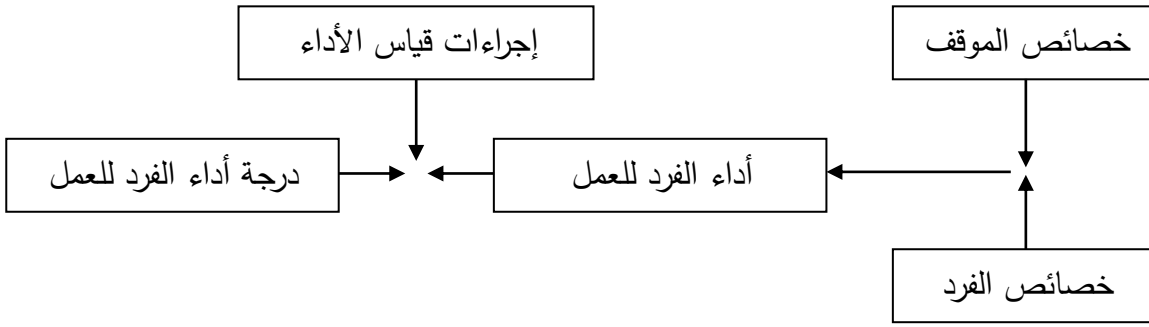 خصائص الموقف
إجراءات قياس الأداء
أداء الفرد للعمل
درجة أداء الفرد للعمل
خصائص الفرد